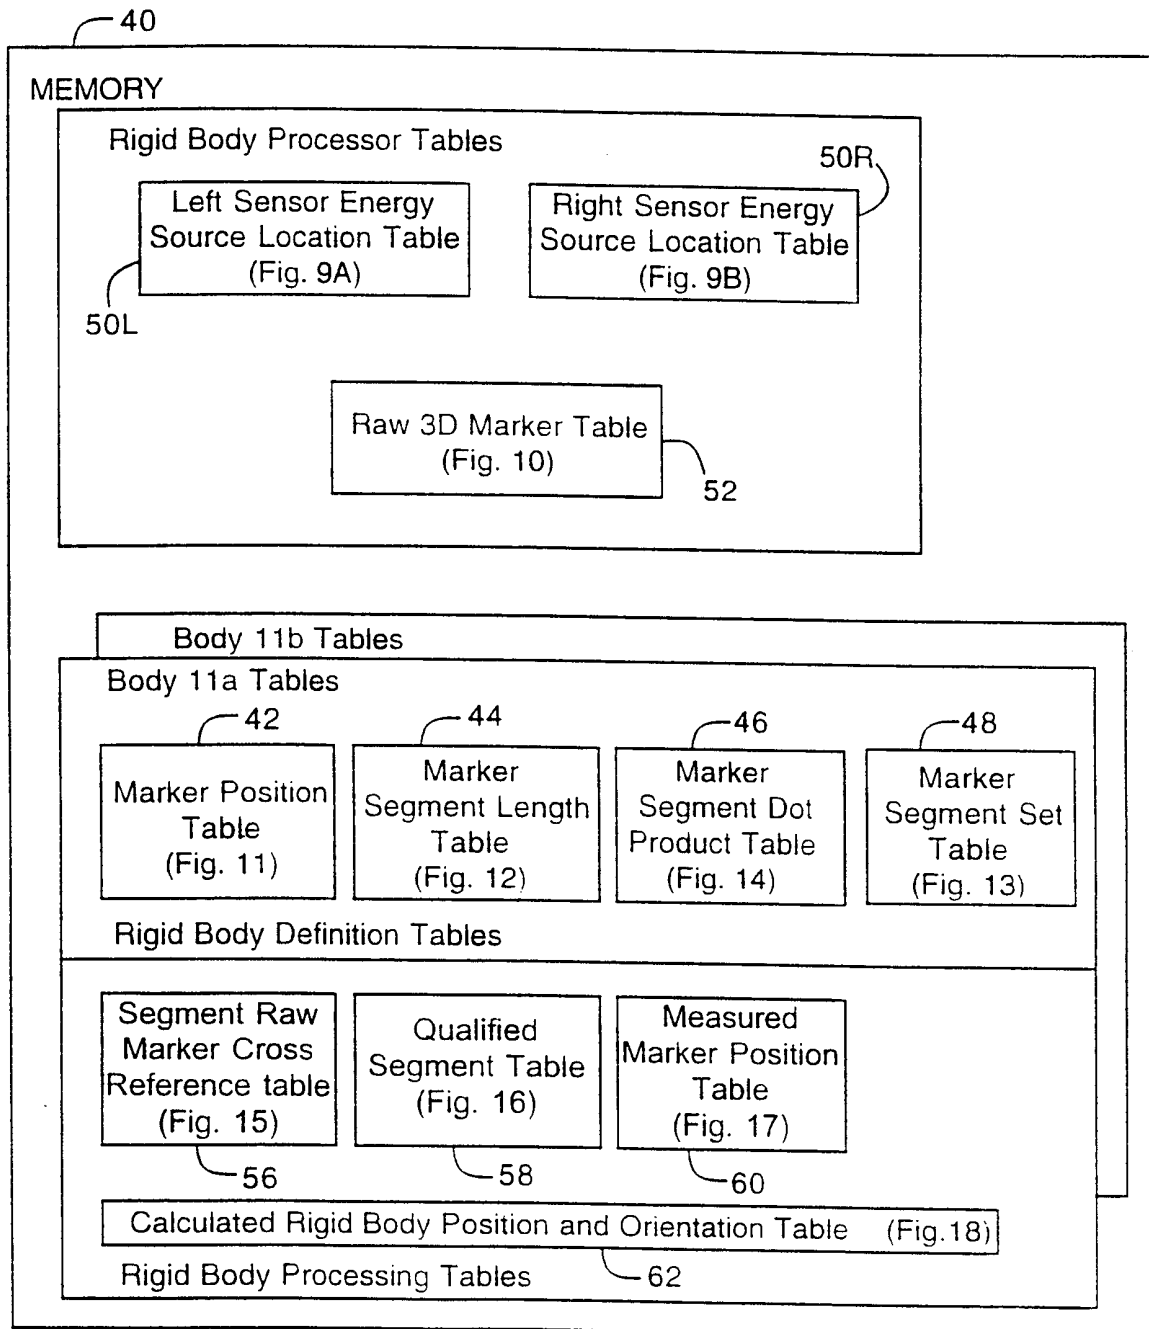 40
MEMORY
Rigid Body Processor Tables
50R
Left Sensor Energy
Source Location Table
(Fig. 9A)
Right Sensor Energy
Source Location Table
(Fig. 9B)
50L
Raw 3D Marker Table
(Fig. 10)
52
Body 11b Tables
Body 11a Tables
42
44
46
48
Marker Position
Table
(Fig. 11)
Marker
Segment Length
Table
(Fig. 12)
Marker
Segment Dot
Product Table
(Fig. 14)
Marker
Segment Set
Table
(Fig. 13)
Rigid Body Definition Tables
Segment Raw
Marker Cross
Reference table
(Fig. 15)
Qualified
Segment Table
(Fig. 16)
Measured
Marker Position
Table
(Fig. 17)
56
58
60
Calculated Rigid Body Position and Orientation Table (Fig.18)
62
Rigid Body Processing Tables